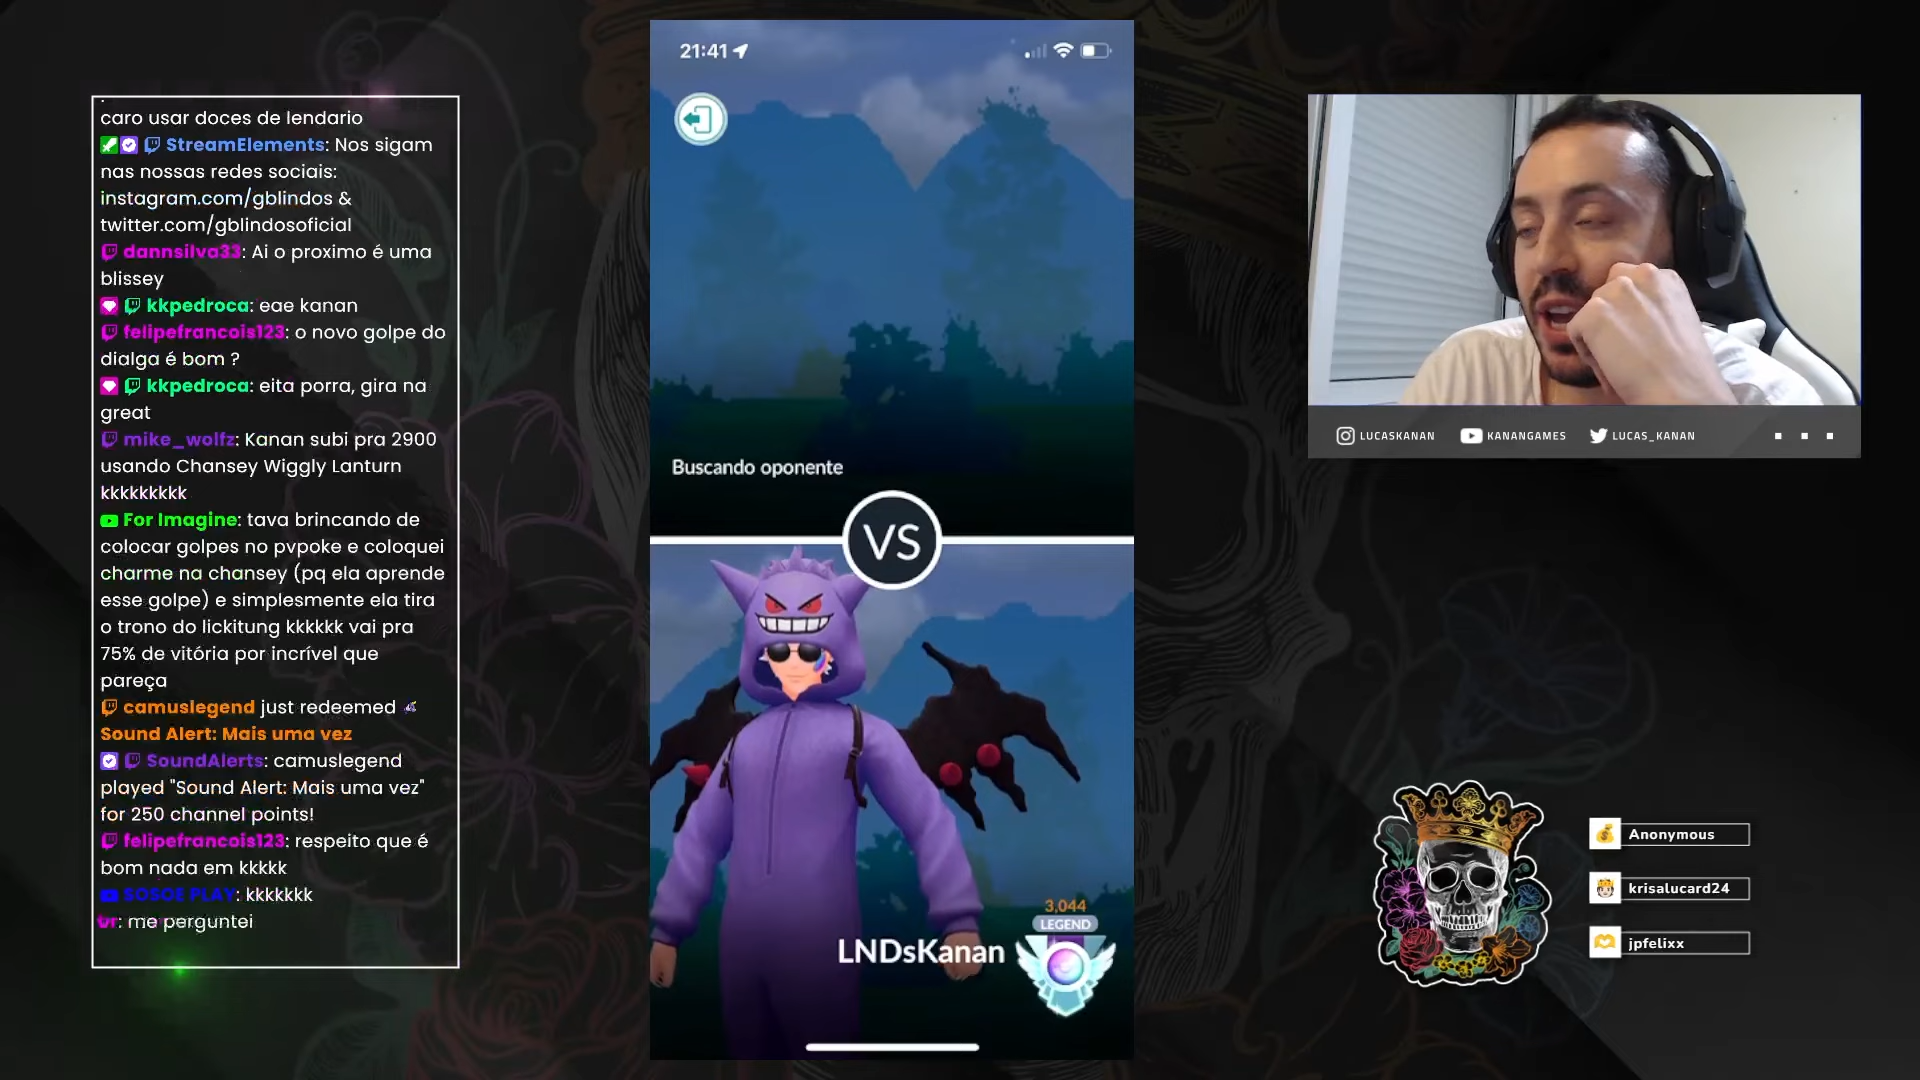 caro usar doces de lendario
StreamElements: Nos sigam
nas nossas redes sociais:
instagram.com/gblindos &
twitter.com/gblindosoficial
dannsilva33: Ai o proximo é uma
blissey
kkpedroca: eae kanan
felipefrancois123: o novo golpe do
dialga é bom ?
kkpedroca: eita porra, gira na
great
mike_wolfz: Kanan subi pra 2900
usando Chansey Wiggly Lanturn
kkkkkkkkk
For Imagine: tava brincando de
colocar golpes no pvpoke e coloquei
charme na chansey (pq ela aprende
esse golpe) e simplesmente ela tira
o trono do lickitung kkkkkk vai pra
75% de vitória por incrível que
pareça
camuslegend just redeemed
Sound Alert: Mais uma vez
SoundAlerts: camuslegend
played "Sound Alert: Mais uma vez"
for 250 channel points!
felipefrancois123: respeito que é
bom nada em kkkkk
SOSOE PLAY: kkkkkkk
: me perguntei
21:41
Buscando oponente
VS
3,044
LEGEND
LNDsKanan
LUCASKANAN
KANANGAMES
LUCAS_KANAN
Anonymous
krisalucard24
jpfelixx